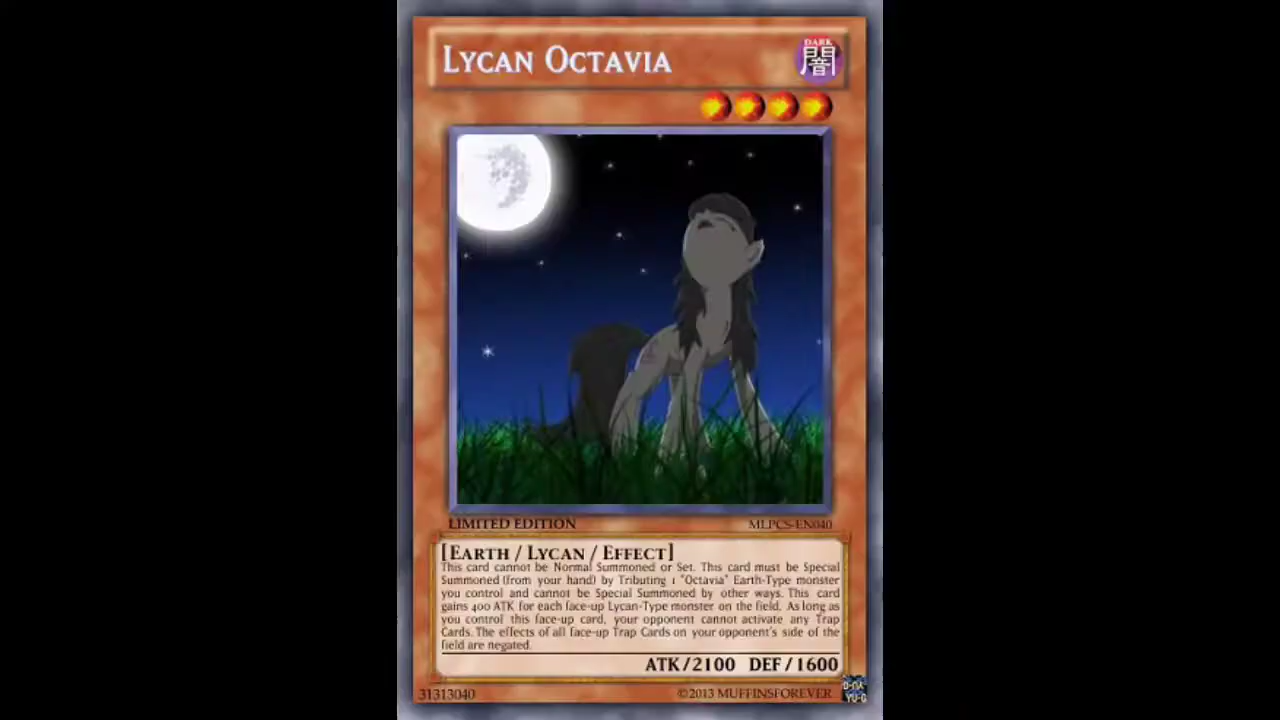 LYCAN OCTAVIA
DARK
闇
LIMITED EDITION
MLPCS-EN040
[EARTH / LYCAN / EFFECT]
This card cannot be Normal Summoned or Set. This card must be Special
Summoned (from your hand) by Tributing 1 "Octavia" Earth-Type monster
you control and cannot be Special Summoned by other ways. This card
gains 400 ATK for each face-up Lycan-Type monster on the field. As long as
you control this face-up card, your opponent cannot activate any Trap
Cards. The effects of all face-up Trap Cards on your opponent's side of the
field are negated.
ATK/2100 DEF/1600
31313040
©2013 MUFFINSFOREVER